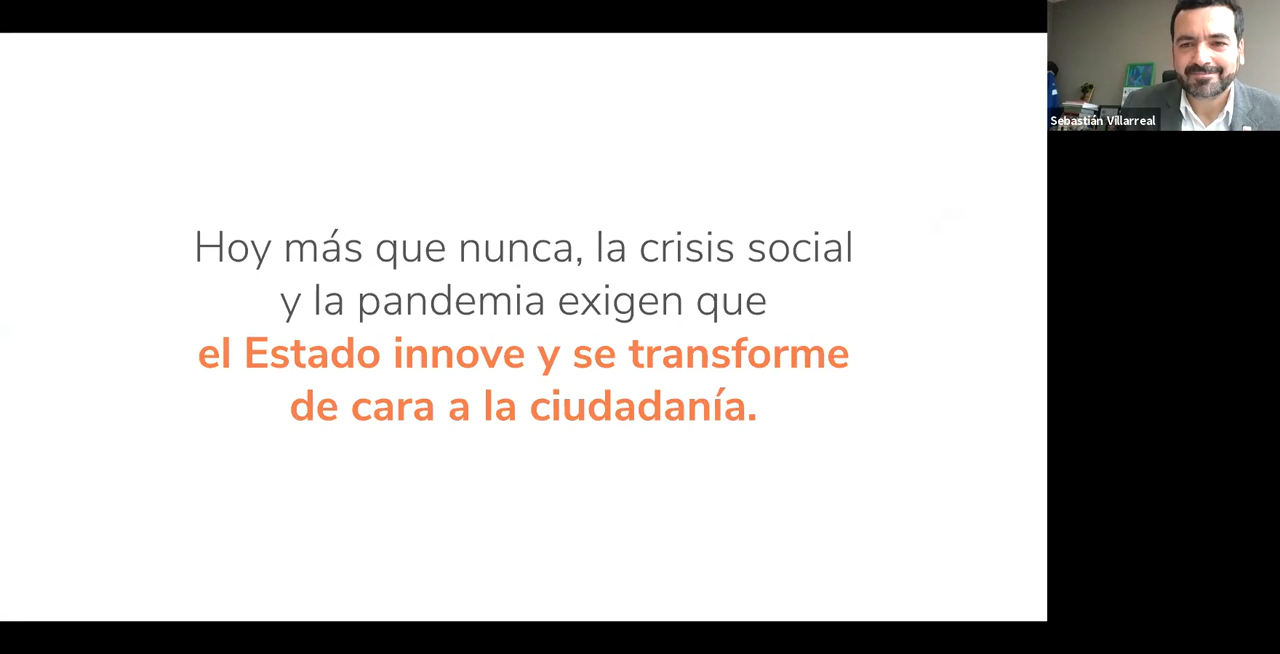 Hoy más que nunca, la crisis social
y la pandemia exigen que
el Estado innove y se transforme
de cara a la ciudadanía.
Sebastián Villarreal